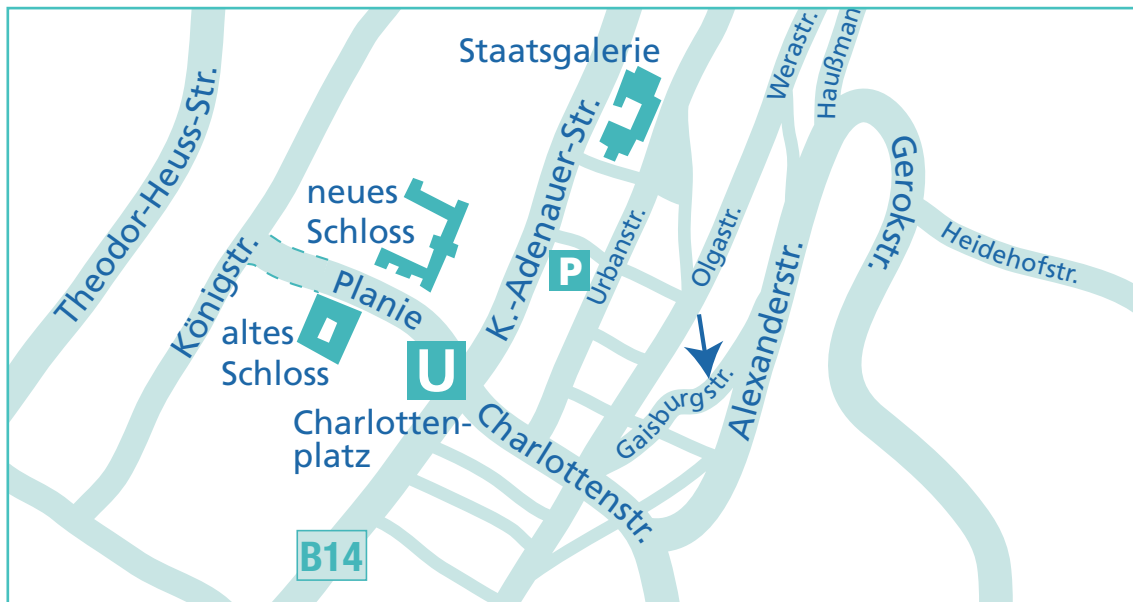 Staatsgalerie
Werastr.
Haußman
Theodor-Heuss-Str.
K.-Adenauer-Str.
neues
Schloss
Gerokstr.
Königstr.
Planie
P
Urbanstr.
Olgastr.
Heidehofstr.
altes
Schloss
U
Alexanderstr.
Gaisburgstr.
Charlotten-
platz
Charlottenstr.
B14